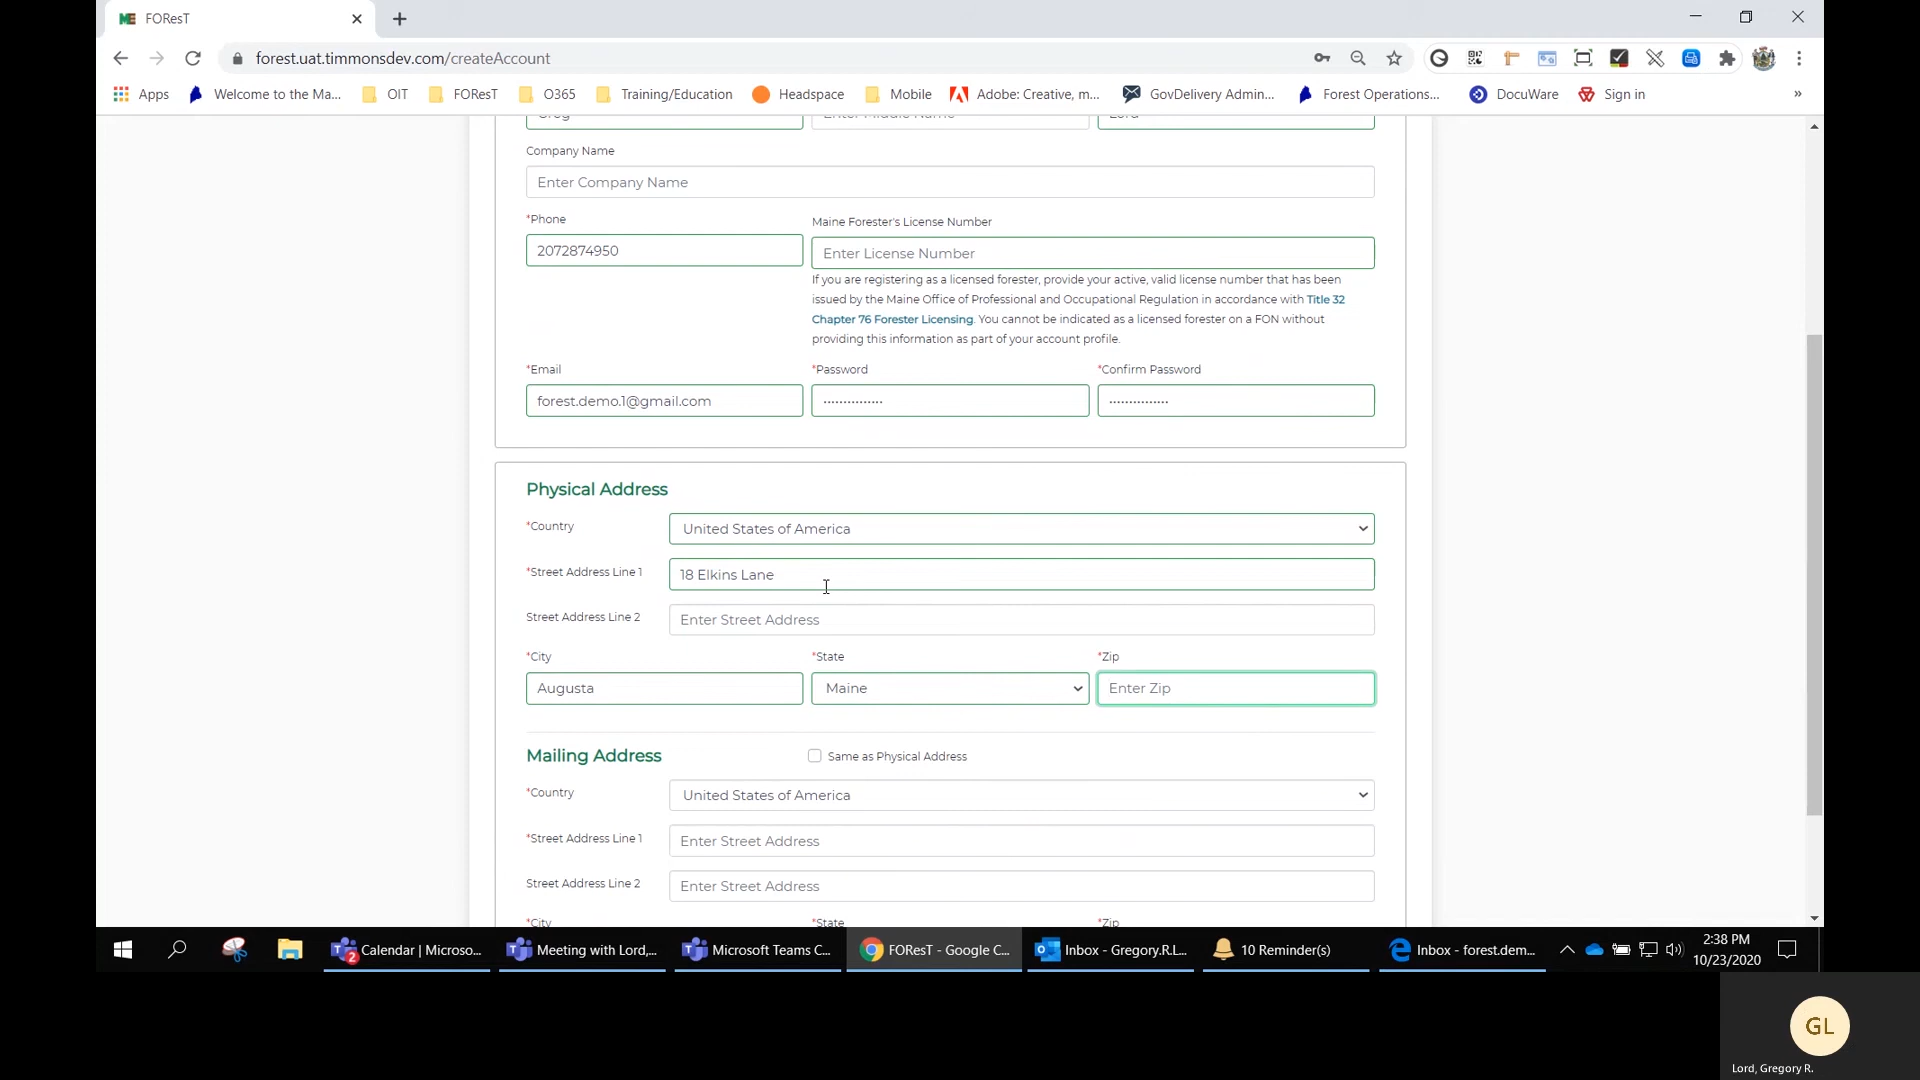 FOResT
forest.uat.timmonsdev.com/createAccount
Apps Welcome to the Ma... OIT FOResT O365 Training/Education Headspace Mobile Adobe: Creative, m... GovDelivery Admin... Forest Operations... DocuWare Sign in »
Greg Enter Middle Name Lord
Company Name
Enter Company Name
*Phone
Maine Forester's License Number
2072874950
Enter License Number
If you are registering as a licensed forester, provide your active, valid license number that has been
issued by the Maine Office of Professional and Occupational Regulation in accordance with Title 32
Chapter 76 Forester Licensing. You cannot be indicated as a licensed forester on a FON without
providing this information as part of your account profile.
*Email *Password *Confirm Password
forest.demo.1@gmail.com ··············· ···············
Physical Address
*Country United States of America
*Street Address Line 1 18 Elkins Lane
Street Address Line 2 Enter Street Address
*City *State *Zip
Augusta Maine Enter Zip
Mailing Address Same as Physical Address
*Country United States of America
*Street Address Line 1 Enter Street Address
Street Address Line 2 Enter Street Address
*City *State *Zip
2 Calendar | Microso... Meeting with Lord,... Microsoft Teams C... FOResT - Google C... Inbox - Gregory.R.L... 10 Reminder(s) Inbox - forest.dem...
2:38 PM
10/23/2020
GL
Lord, Gregory R.